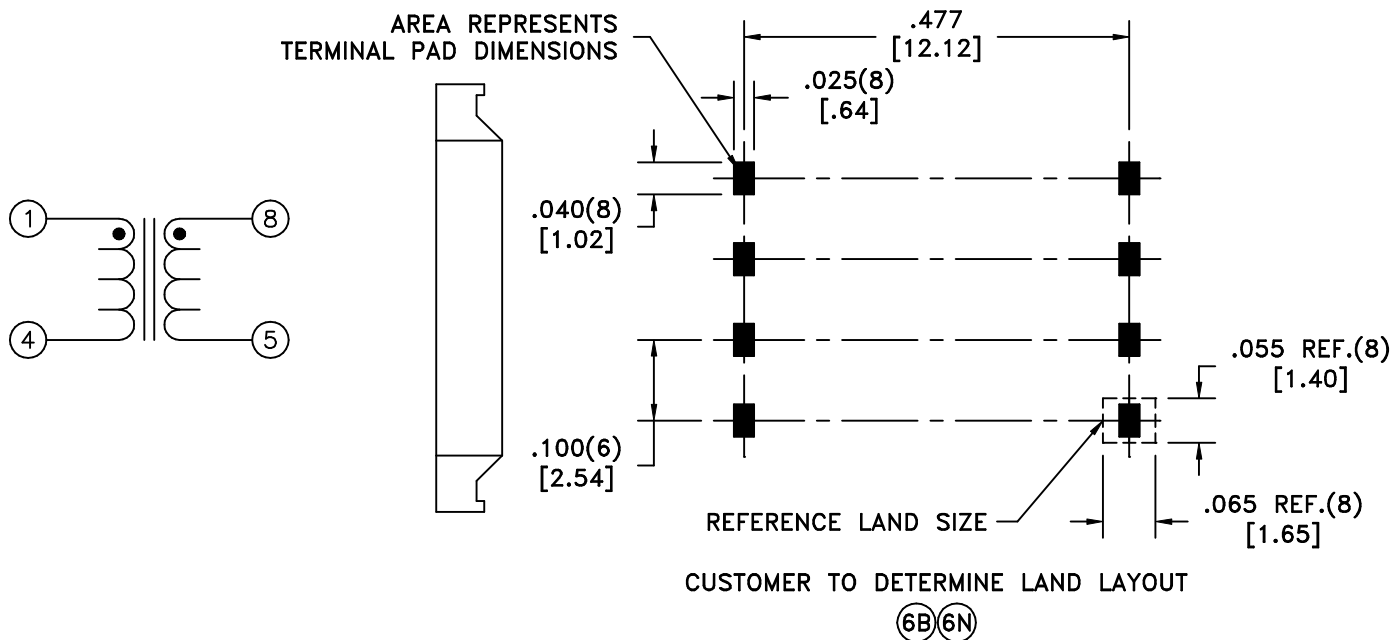 AREA REPRESENTS
TERMINAL PAD DIMENSIONS
.477
[12.12]
.025(8)
[.64]
.040(8)
[1.02]
1
8
4
5
.100(6)
[2.54]
.055 REF.(8)
[1.40]
REFERENCE LAND SIZE
.065 REF.(8)
[1.65]
CUSTOMER TO DETERMINE LAND LAYOUT
6B 6N